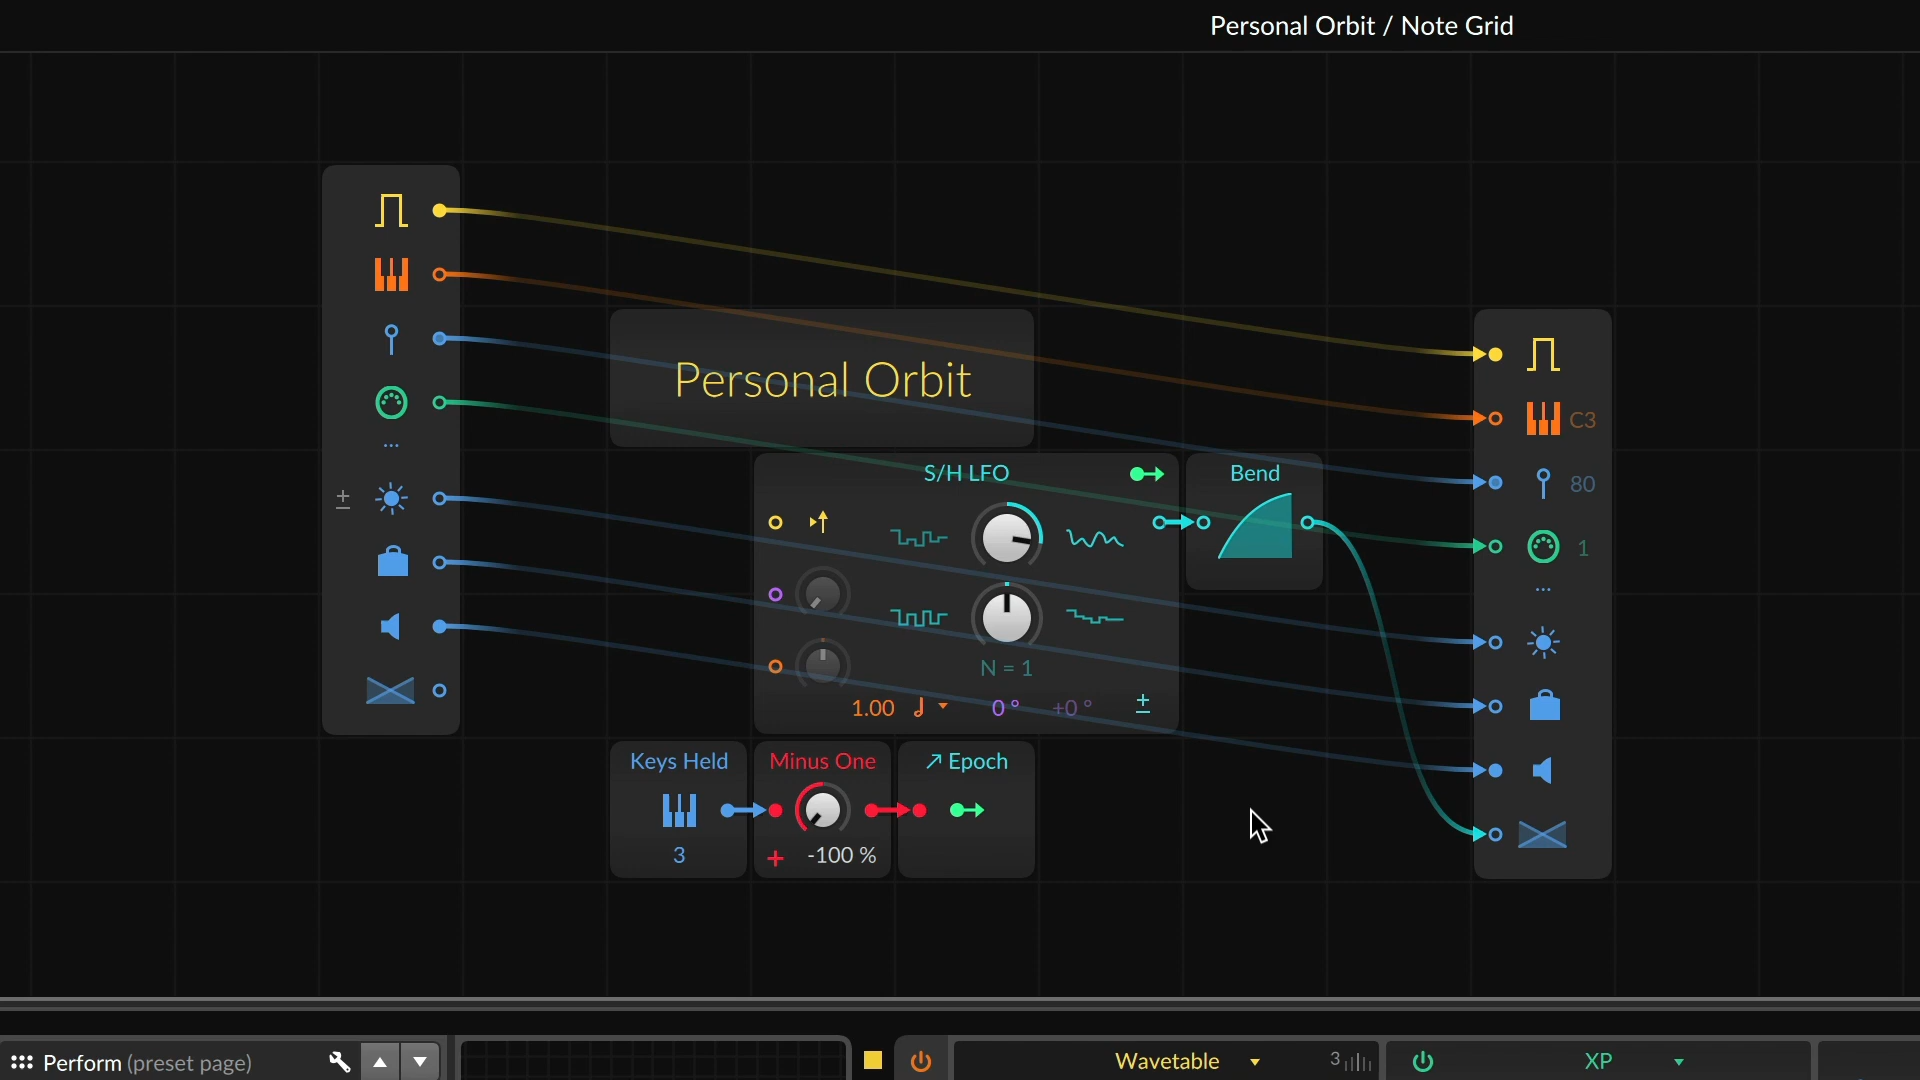 Personal Orbit / Note Grid
Personal Orbit
C3
S/H LFO
Bend
80
1
N = 1
1.00 0 ° +0 °
Keys Held
Minus One
Epoch
3
-100 %
Perform (preset page)
Wavetable
3
XP